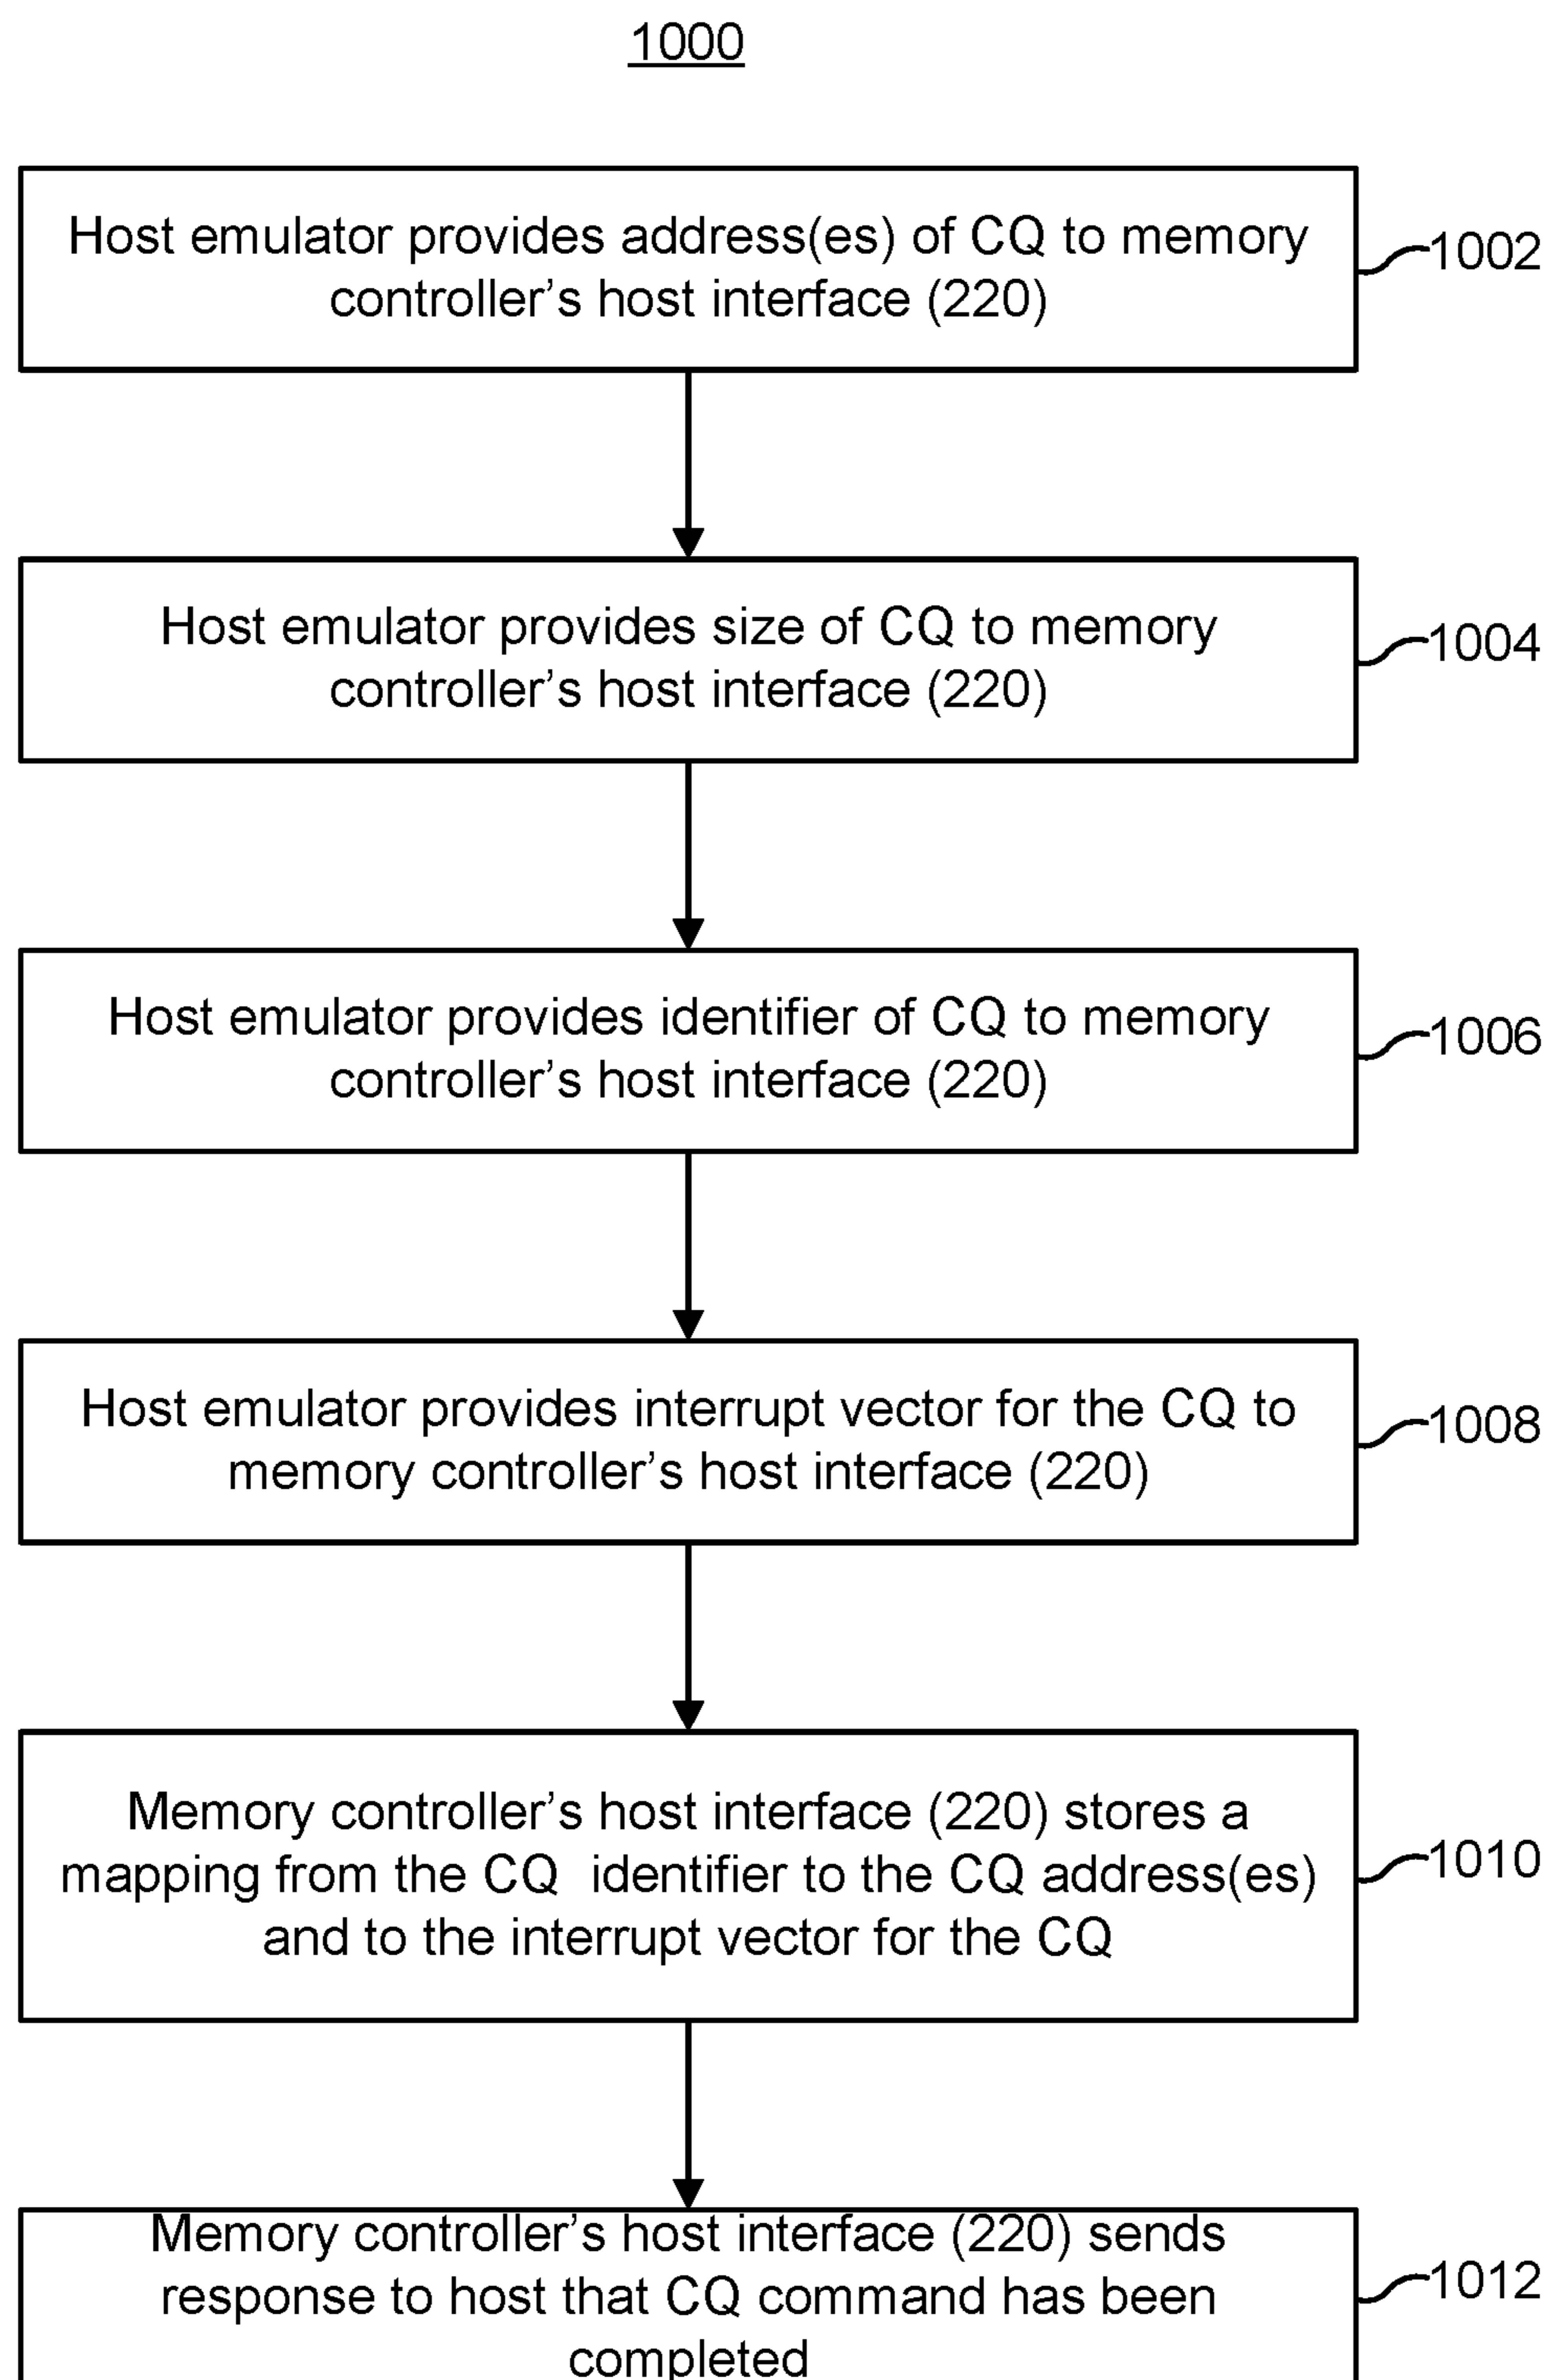 1000
Host emulator provides address(es) of CQ to memory
controller’s host interface (220)
1002
Host emulator provides size of CQ to memory
controller’s host interface (220)
1004
Host emulator provides identifier of CQ to memory
controller’s host interface (220)
1006
Host emulator provides interrupt vector for the CQ to
memory controller’s host interface (220)
1008
Memory controller’s host interface (220) stores a
mapping from the CQ identifier to the CQ address(es)
and to the interrupt vector for the CQ
1010
Memory controller’s host interface (220) sends
response to host that CQ command has been
completed
1012